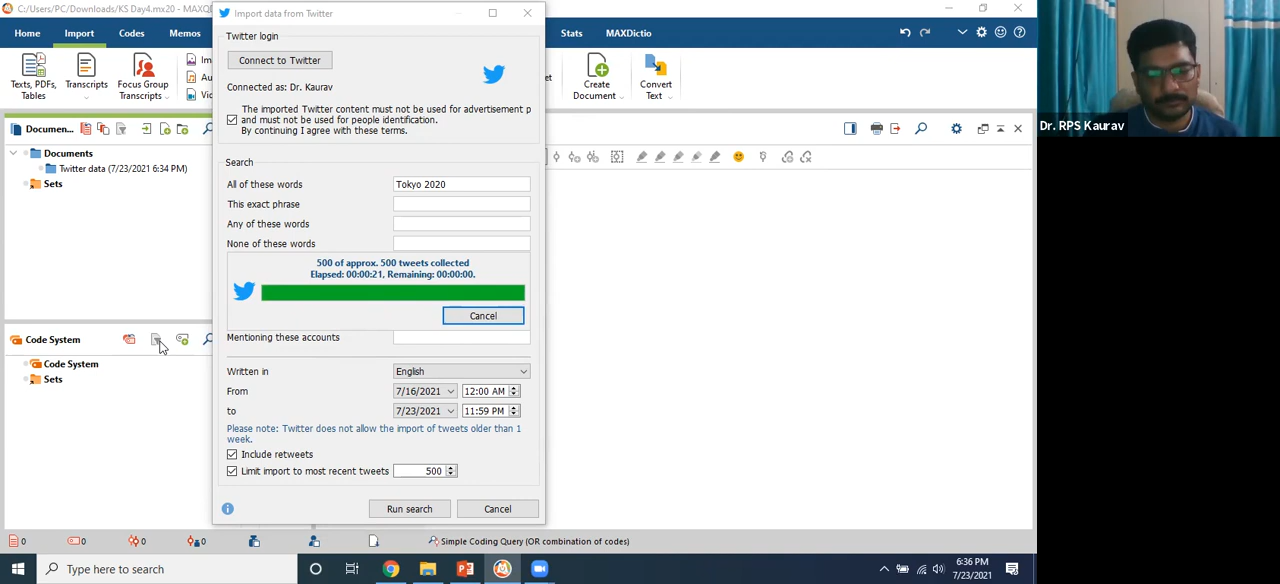 C:/Users/PC/Downloads/KS Day4.mx20 - MAXQ
Import data from Twitter
Home
Import
Codes
Memos
Stats
MAXDictio
Texts, PDFs,
Tables
Transcripts
Focus Group
Transcripts
Create
Document
Convert
Text
Twitter login
Connect to Twitter
Connected as: Dr. Kaurav
The imported Twitter content must not be used for advertisement p
and must not be used for people identification.
By continuing I agree with these terms.
Dr. RPS Kaurav
Documen...
Documents
Twitter data (7/23/2021 6:34 PM)
Sets
Search
All of these words
Tokyo 2020
This exact phrase
Any of these words
None of these words
500 of approx. 500 tweets collected
Elapsed: 00:00:21, Remaining: 00:00:00.
Cancel
Mentioning these accounts
Code System
Code System
Sets
Written in
English
From
7/16/2021
12:00 AM
to
7/23/2021
11:59 PM
Please note: Twitter does not allow the import of tweets older than 1
week.
Include retweets
Limit import to most recent tweets
500
Run search
Cancel
0
0
0
0
Simple Coding Query (OR combination of codes)
Type here to search
6:36 PM
7/23/2021